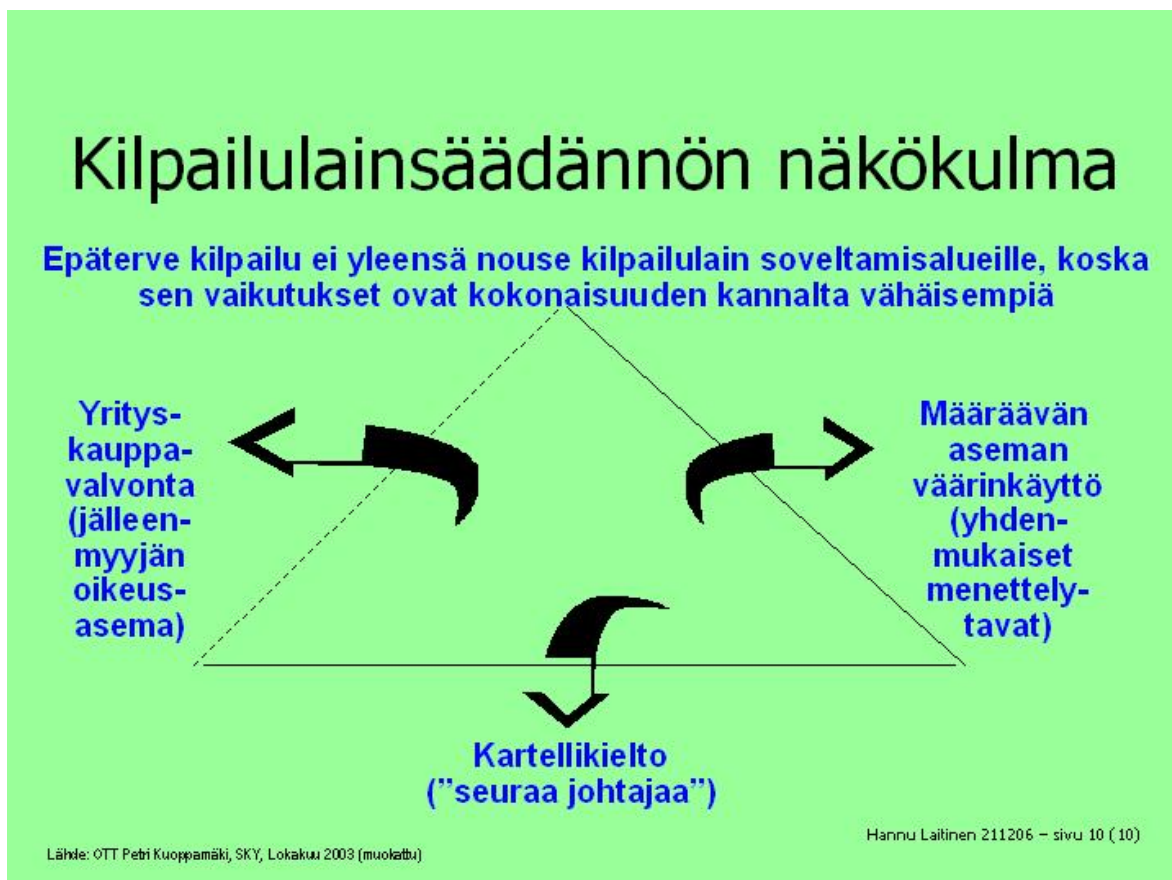 Kilpailulainsäädännön näkökulma
Epäterve kilpailu ei yleensä nouse kilpailulain soveltamisalueille, koska
sen vaikutukset ovat kokonaisuuden kannalta vähäisempiä
Yritys-
kauppa-
valvonta
(jälleen-
myyjän
oikeus-
asema)
Määräävän
aseman
väärinkäyttö
(yhden-
mukaiset
menettely-
tavat)
Kartellikielto
(”seuraa johtajaa”)
Hannu Laitinen 211206 – sivu 10 (10)
Lähde: OTT Petri Kuoppamäki, SKY, Lokakuu 2003 (muokattu)